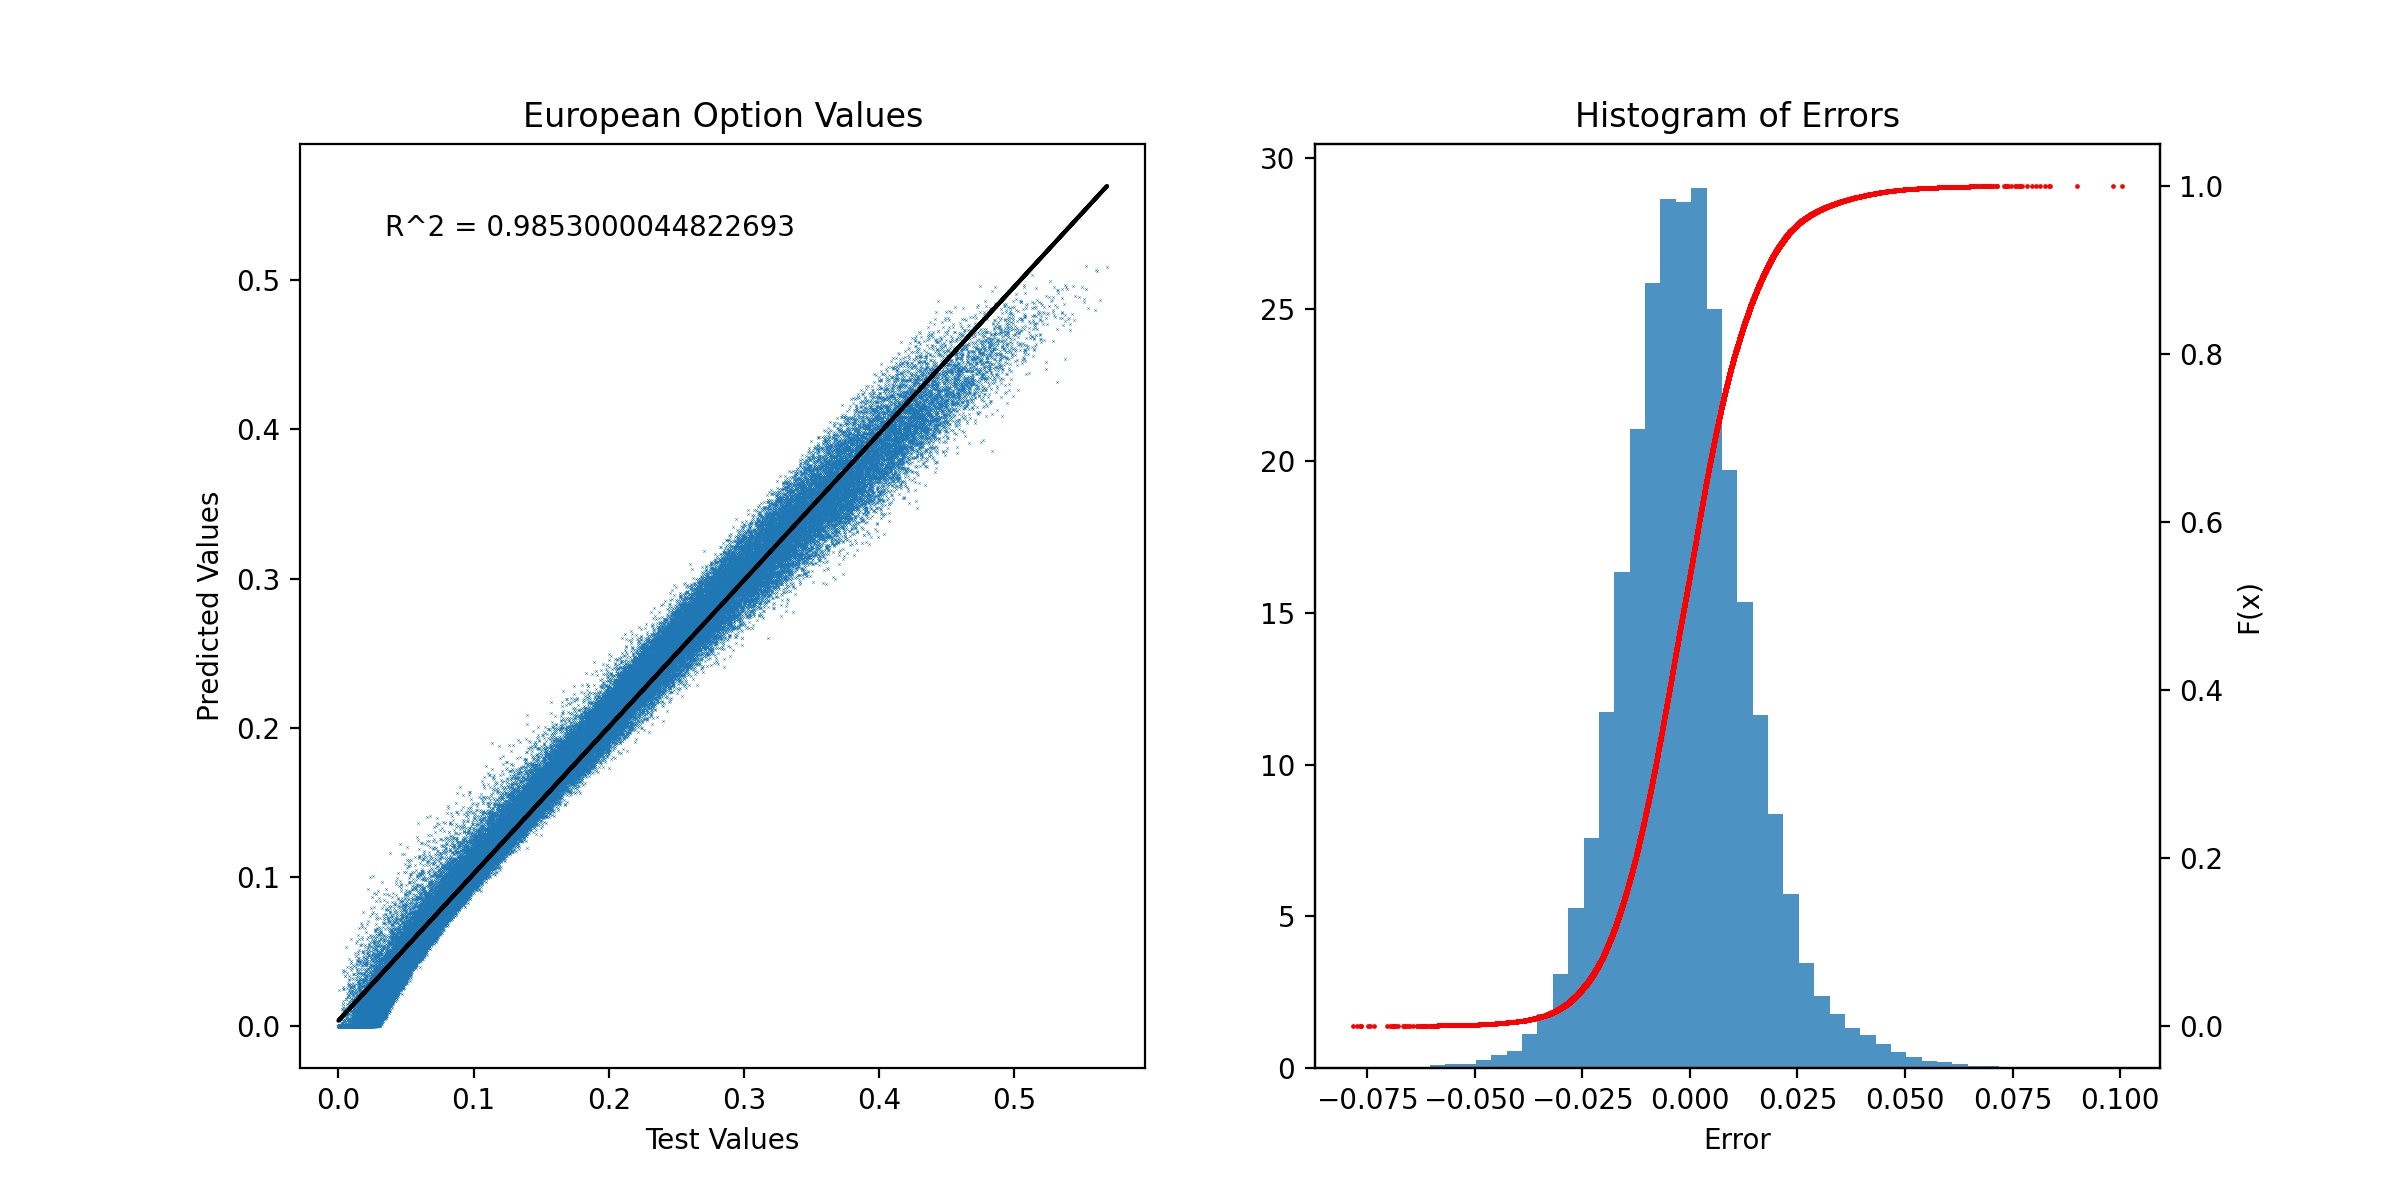 European Option Values
R^2 = 0.9853000044822693
Predicted Values
0.5
0.4
0.3
0.2
0.1
0.0
0.0 0.1 0.2 0.3 0.4 0.5
Test Values
Histogram of Errors
30
25
20
15
10
5
0
−0.075 −0.050 −0.025 0.000 0.025 0.050 0.075 0.100
Error
1.0
0.8
0.6
0.4
0.2
0.0
F(x)